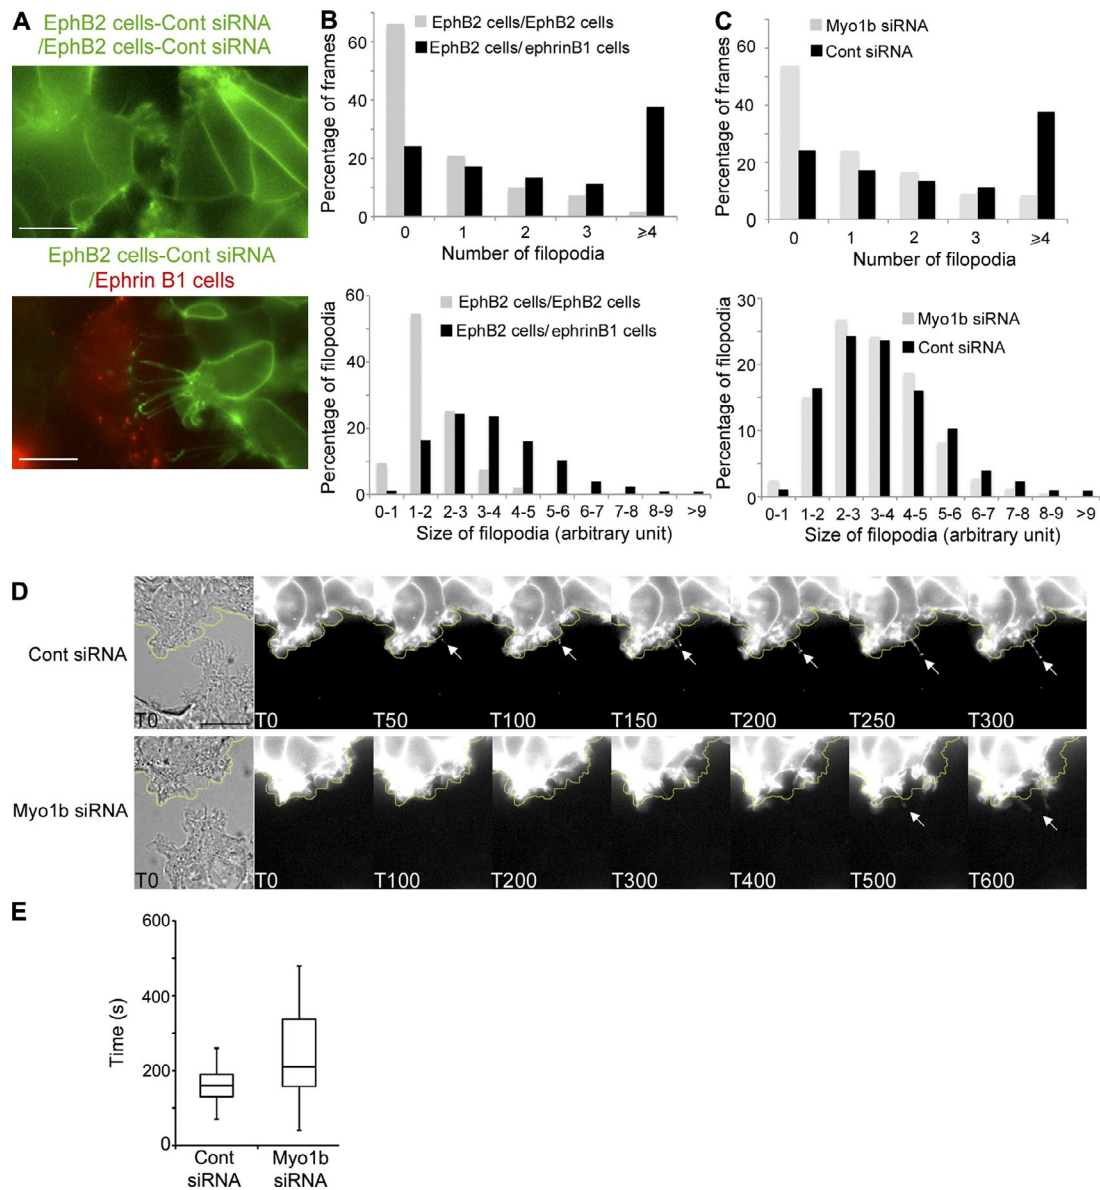 A
EphB2 cells-Cont siRNA
/EphB2 cells-Cont siRNA
EphB2 cells-Cont siRNA
/Ephrin B1 cells
B
Percentage of frames
60
40
20
0
EphB2 cells/EphB2 cells
EphB2 cells/ephrinB1 cells
0 1 2 3 ⩾4
Number of filopodia
Percentage of filopodia
60
40
20
0
EphB2 cells/EphB2 cells
EphB2 cells/ephrinB1 cells
0-1 1-2 2-3 3-4 4-5 5-6 6-7 7-8 8-9 >9
Size of filopodia (arbitrary unit)
C
Percentage of frames
60
40
20
0
Myo1b siRNA
Cont siRNA
0 1 2 3 ⩾4
Number of filopodia
Percentage of filopodia
30
20
10
0
Myo1b siRNA
Cont siRNA
0-1 1-2 2-3 3-4 4-5 5-6 6-7 7-8 8-9 >9
Size of filopodia (arbitrary unit)
D
Cont siRNA
T0 T0 T50 T100 T150 T200 T250 T300
Myo1b siRNA
T0 T0 T100 T200 T300 T400 T500 T600
E
Time (s)
600
400
200
0
Cont
siRNA
Myo1b
siRNA